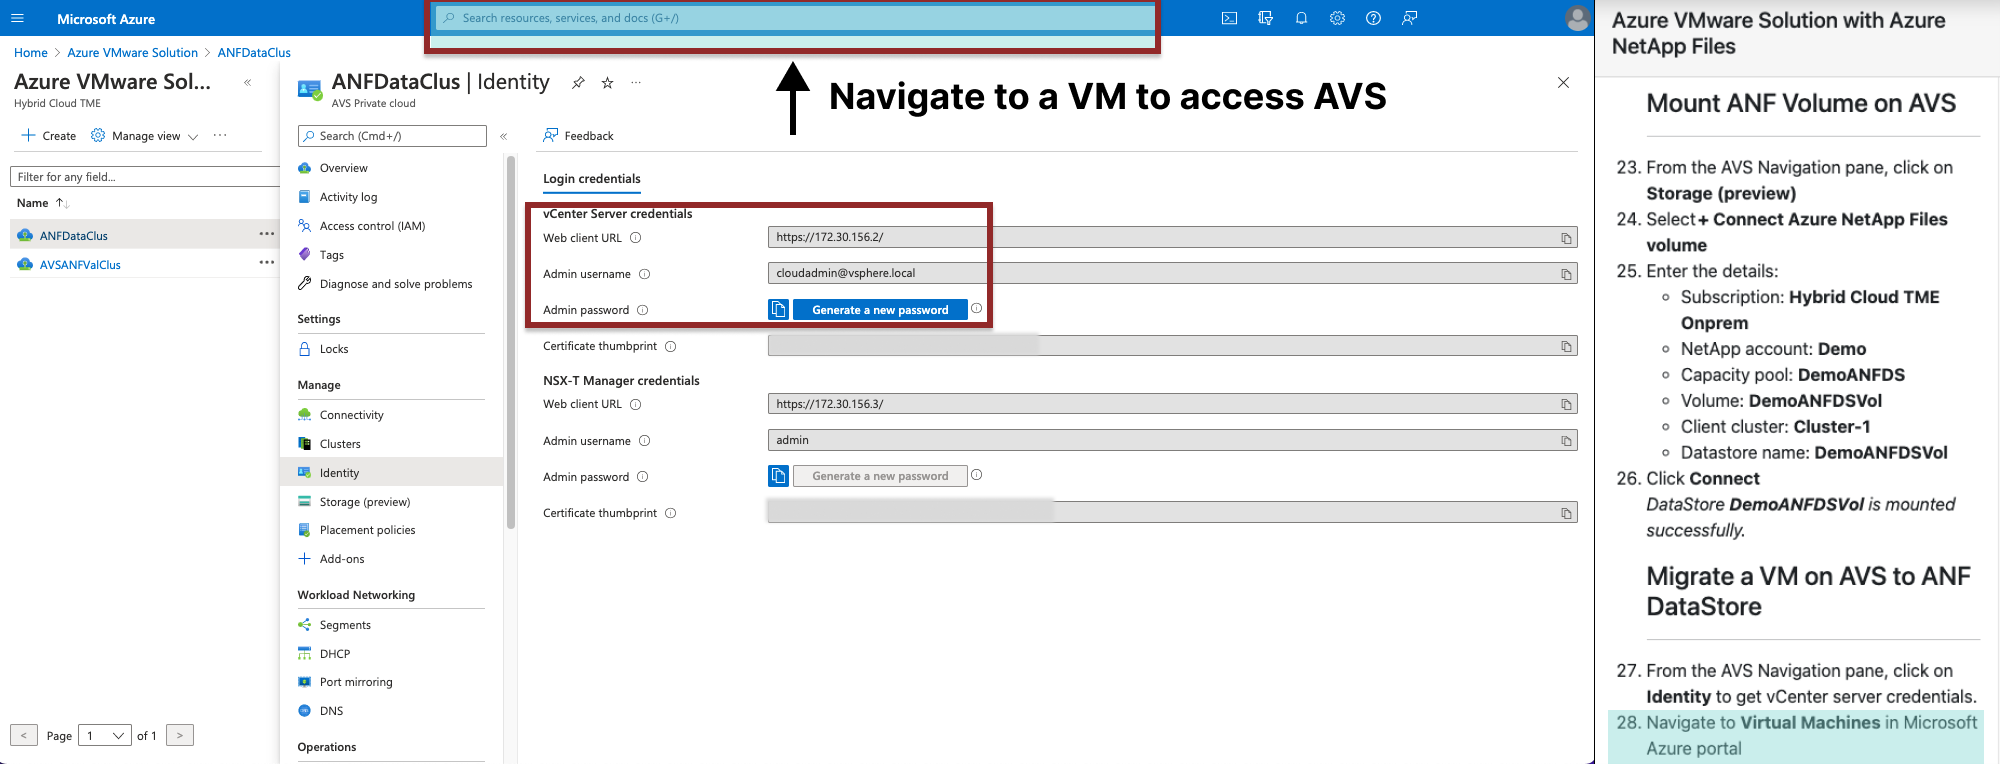 Microsoft Azure
Search resources, services, and docs (G+/)
Home > Azure VMware Solution > ANFDataClus
Azure VMware Sol...
Hybrid Cloud TME
Create
Manage view
Filter for any field...
Name
ANFDataClus
AVSANFValClus
< Page 1 of 1 >
ANFDataClus | Identity
AVS Private cloud
Search (Cmd+/)
Overview
Activity log
Access control (IAM)
Tags
Diagnose and solve problems
Settings
Locks
Manage
Connectivity
Clusters
Identity
Storage (preview)
Placement policies
Add-ons
Workload Networking
Segments
DHCP
Port mirroring
DNS
Operations
Navigate to a VM to access AVS
Feedback
Login credentials
vCenter Server credentials
Web client URL https://172.30.156.2/
Admin username cloudadmin@vsphere.local
Admin password Generate a new password
Certificate thumbprint
NSX-T Manager credentials
Web client URL https://172.30.156.3/
Admin username admin
Admin password Generate a new password
Certificate thumbprint
Azure VMware Solution with Azure
NetApp Files
Mount ANF Volume on AVS
23. From the AVS Navigation pane, click on
Storage (preview)
24. Select + Connect Azure NetApp Files
volume
25. Enter the details:
Subscription: Hybrid Cloud TME
Onprem
NetApp account: Demo
Capacity pool: DemoANFDS
Volume: DemoANFDSVol
Client cluster: Cluster-1
Datastore name: DemoANFDSVol
26. Click Connect
DataStore DemoANFDSVol is mounted
successfully.
Migrate a VM on AVS to ANF
DataStore
27. From the AVS Navigation pane, click on
Identity to get vCenter server credentials.
28. Navigate to Virtual Machines in Microsoft
Azure portal